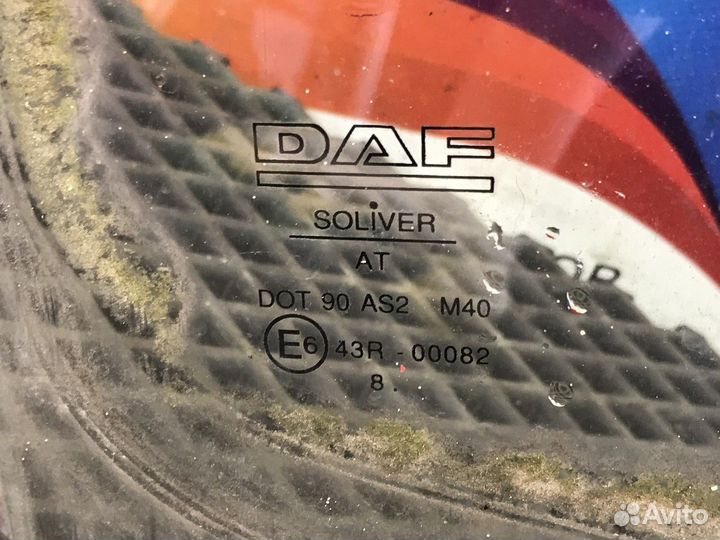 DAF
SOLiVER
AT
DOT 90 AS2 M40
E6 43R - 00082
8 .
Avito